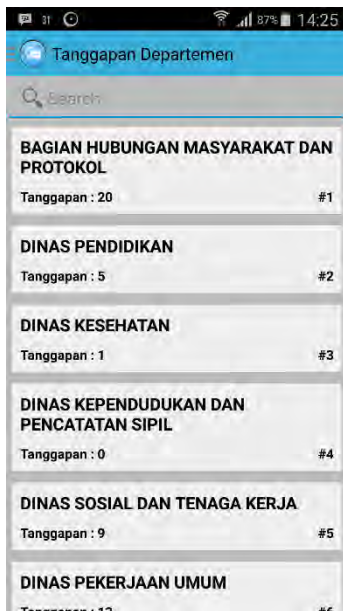 87% 14:25
Tanggapan Departemen
Search
BAGIAN HUBUNGAN MASYARAKAT DAN
PROTOKOL
Tanggapan : 20 #1
DINAS PENDIDIKAN
Tanggapan : 5 #2
DINAS KESEHATAN
Tanggapan : 1 #3
DINAS KEPENDUDUKAN DAN
PENCATATAN SIPIL
Tanggapan : 0 #4
DINAS SOSIAL DAN TENAGA KERJA
Tanggapan : 9 #5
DINAS PEKERJAAN UMUM